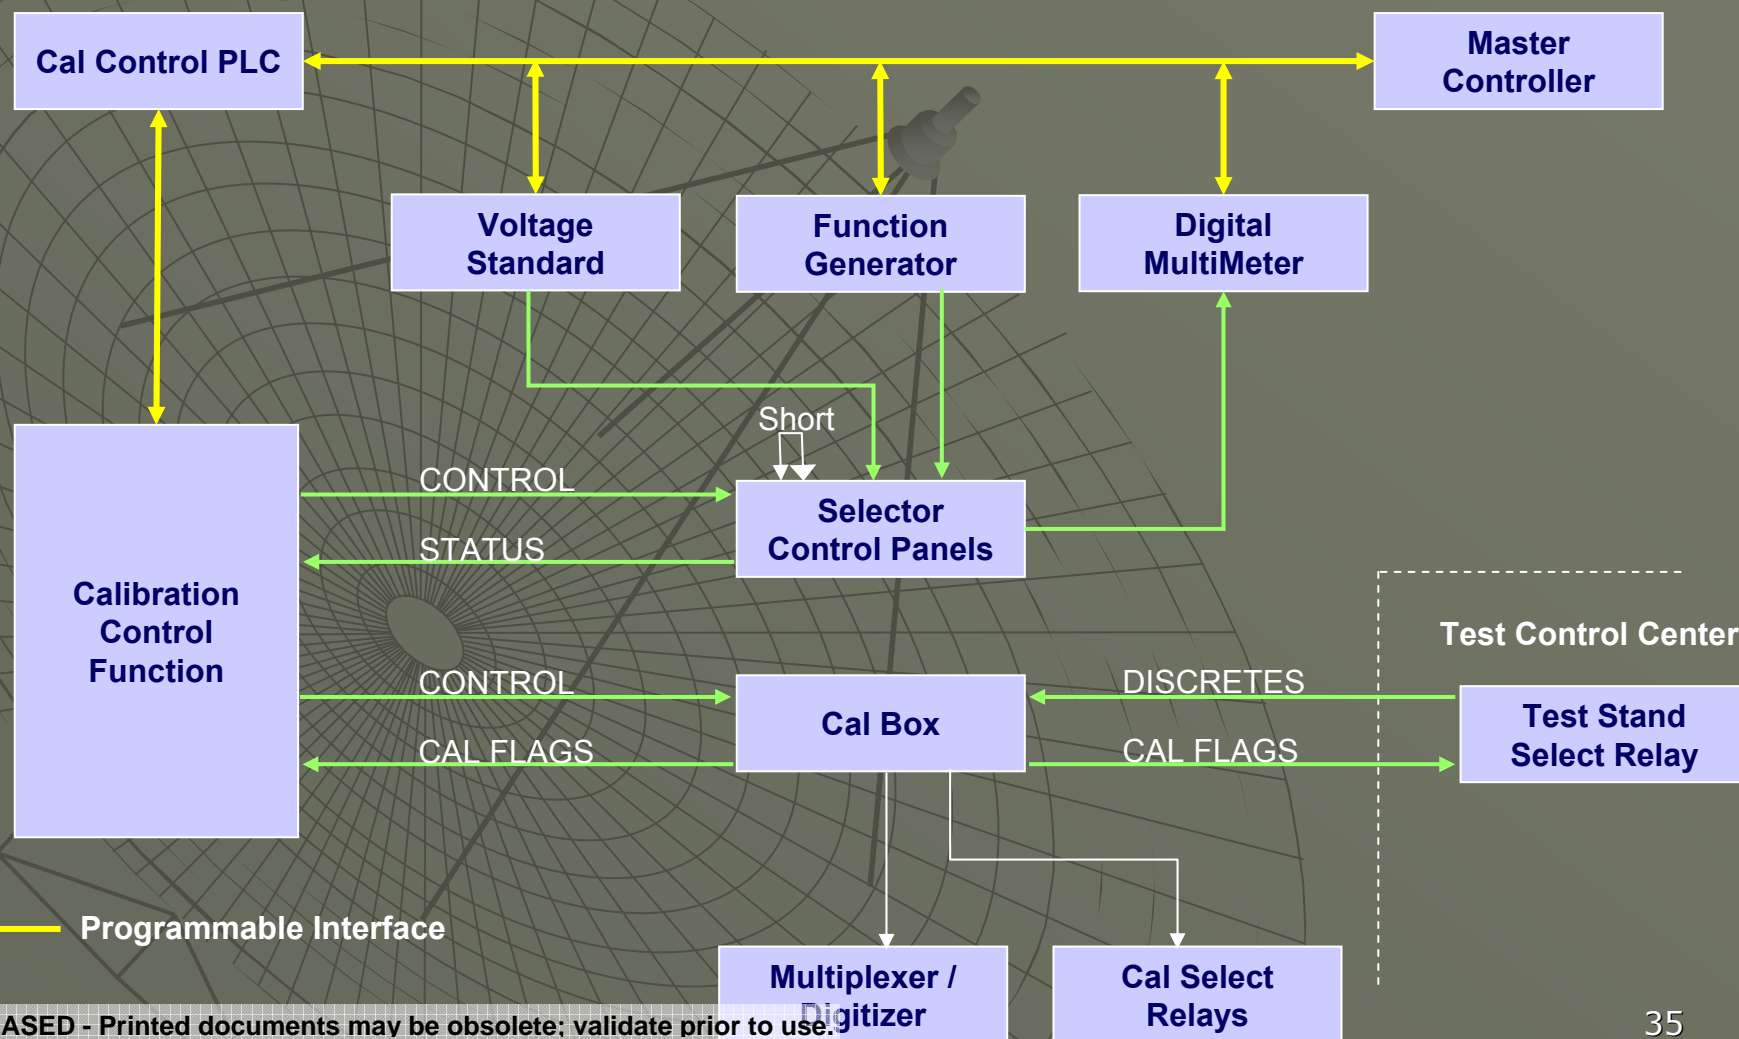 Cal Control PLC
Master
Controller
Voltage
Standard
Function
Generator
Digital
MultiMeter
Short
CONTROL
STATUS
Selector
Control Panels
Calibration
Control
Function
Test Control Center
CONTROL
CAL FLAGS
Cal Box
DISCRETES
CAL FLAGS
Test Stand
Select Relay
Programmable Interface
Multiplexer /
Digitizer
Cal Select
Relays
ASED - Printed documents may be obsolete; validate prior to use.
35